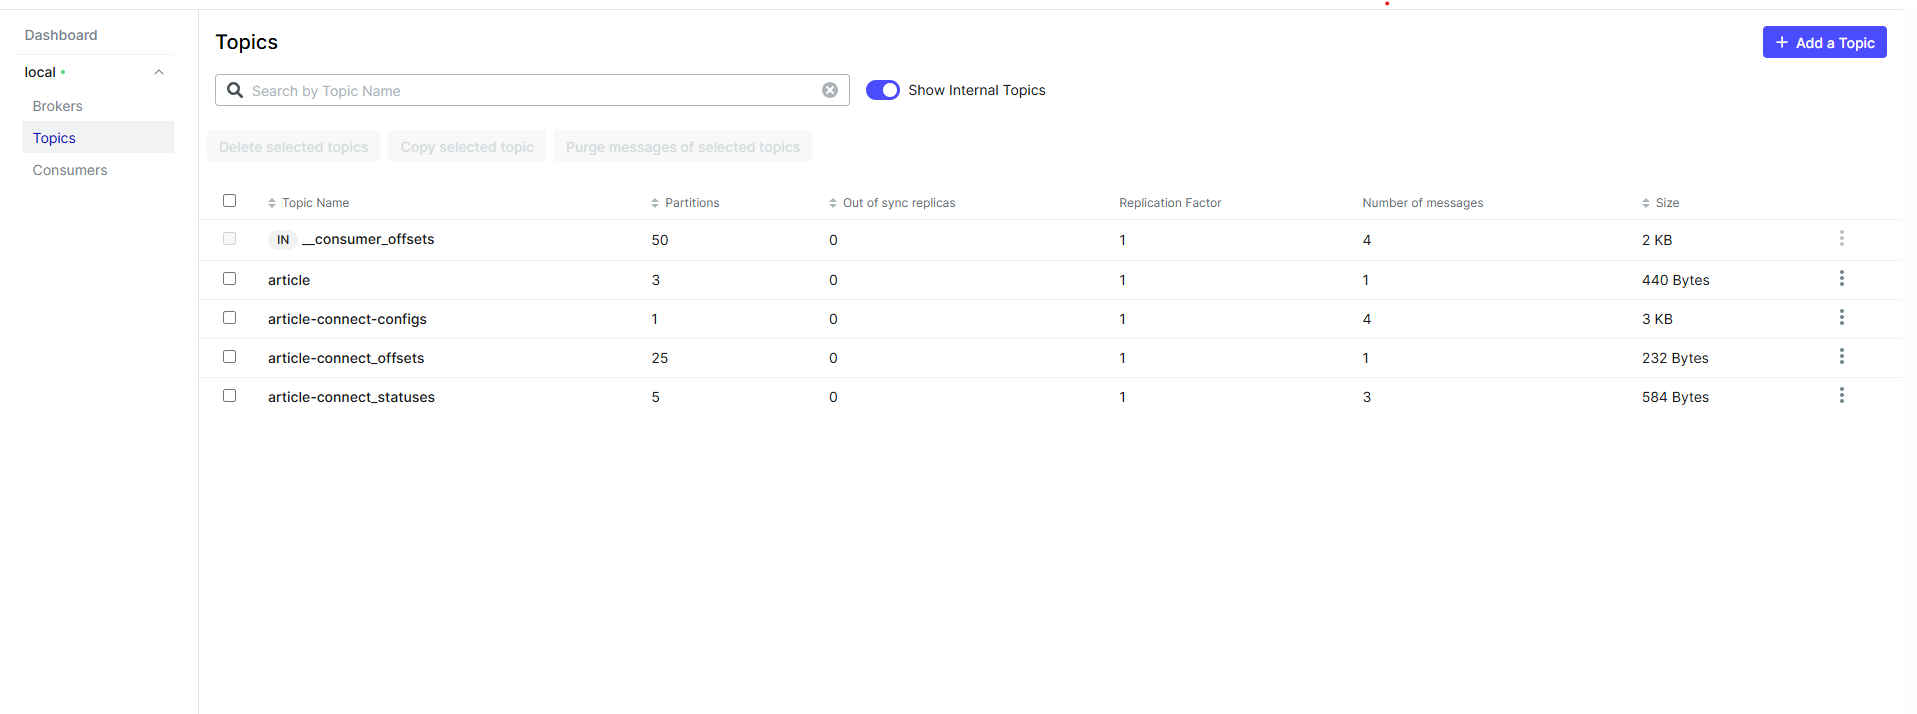 Dashboard
local
Brokers
Topics
Consumers
Topics
+ Add a Topic
Search by Topic Name
Show Internal Topics
Delete selected topics Copy selected topic Purge messages of selected topics
Topic Name Partitions Out of sync replicas Replication Factor Number of messages Size
IN __consumer_offsets 50 0 1 4 2 KB
article 3 0 1 1 440 Bytes
article-connect-configs 1 0 1 4 3 KB
article-connect_offsets 25 0 1 1 232 Bytes
article-connect_statuses 5 0 1 3 584 Bytes